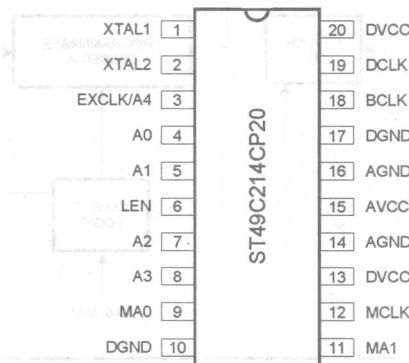 XTAL1 1
XTAL2 2
EXCLK/A4 3
A0 4
A1 5
LEN 6
A2 7
A3 8
MA0 9
DGND 10
ST49C214CP20
20 DVCC
19 DCLK
18 BCLK
17 DGND
16 AGND
15 AVCC
14 AGND
13 DVCC
12 MCLK
11 MA1